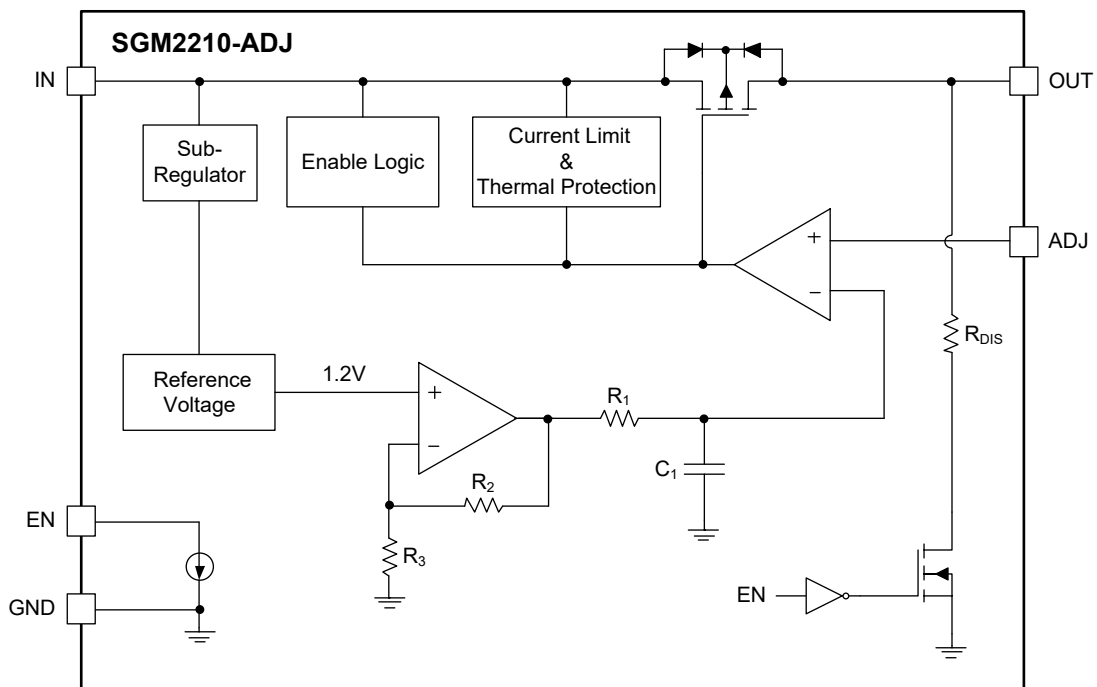 SGM2210-ADJ
IN
OUT
Sub-
Regulator
Enable Logic
Current Limit
&
Thermal Protection
+
−
ADJ
RDIS
Reference
Voltage
1.2V
+
−
R1
C1
R2
R3
EN
GND
EN